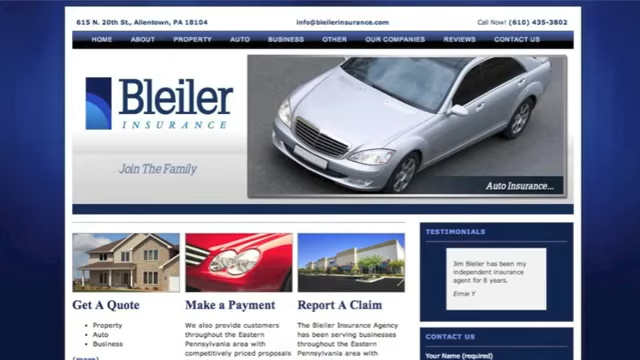 615 N. 20th St., Allentown, PA 18104
info@bleilerinsurance.com
Call Now! (610) 435-3802
HOME ABOUT PROPERTY AUTO BUSINESS OTHER OUR COMPANIES REVIEWS CONTACT US
Bleiler
INSURANCE
Join The Family
Auto Insurance...
TESTIMONIALS
Jim Bleiler has been my
independent insurance
agent for 8 years.
Ernie Y
Get A Quote
Property
Auto
Business
(more)
Make a Payment
We also provide customers
throughout the Eastern
Pennsylvania area with
competitively priced proposals
Report A Claim
The Bleiler Insurance Agency
has been serving businesses
throughout the Eastern
Pennsylvania area with
CONTACT US
Your Name (required)